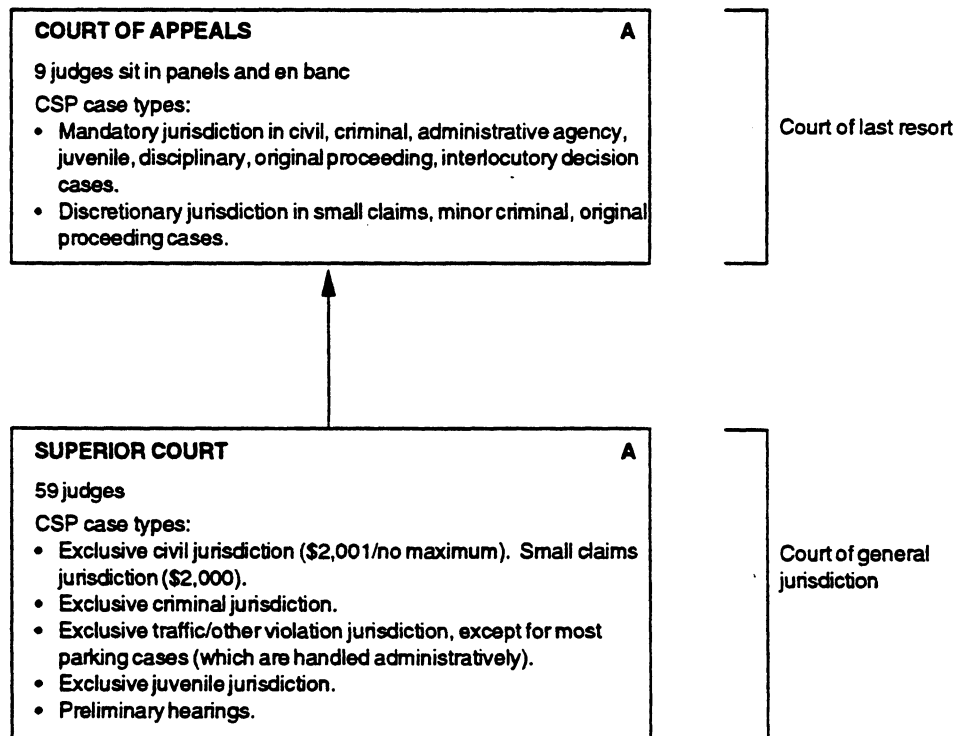 COURT OF APPEALS A
9 judges sit in panels and en banc
CSP case types:
• Mandatory jurisdiction in civil, criminal, administrative agency,
juvenile, disciplinary, original proceeding, interlocutory decision
cases.
• Discretionary jurisdiction in small claims, minor criminal, original
proceeding cases.
Court of last resort
SUPERIOR COURT A
59 judges
CSP case types:
• Exclusive civil jurisdiction ($2,001/no maximum). Small claims
jurisdiction ($2,000).
• Exclusive criminal jurisdiction.
• Exclusive traffic/other violation jurisdiction, except for most
parking cases (which are handled administratively).
• Exclusive juvenile jurisdiction.
• Preliminary hearings.
Court of general
jurisdiction